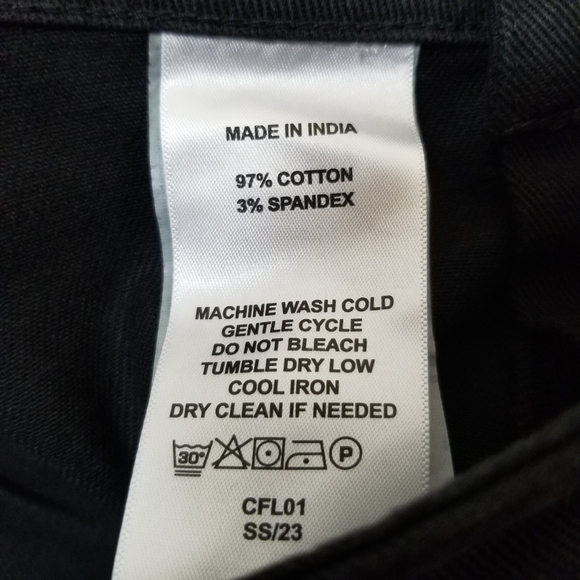 MADE IN INDIA
97% COTTON
3% SPANDEX
MACHINE WASH COLD
GENTLE CYCLE
DO NOT BLEACH
TUMBLE DRY LOW
COOL IRON
DRY CLEAN IF NEEDED
30° P
CFL01
SS/23